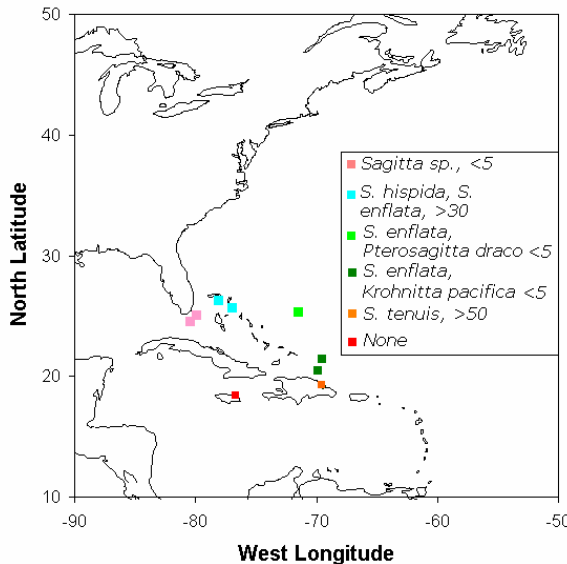 50
40
30
20
10
North Latitude
Sagitta sp., <5
S. hispida, S.
enflata, >30
S. enflata,
Pterosagitta draco <5
S. enflata,
Krohnitta pacifica <5
S. tenuis, >50
None
-90
-80
-70
-60
-50
West Longitude